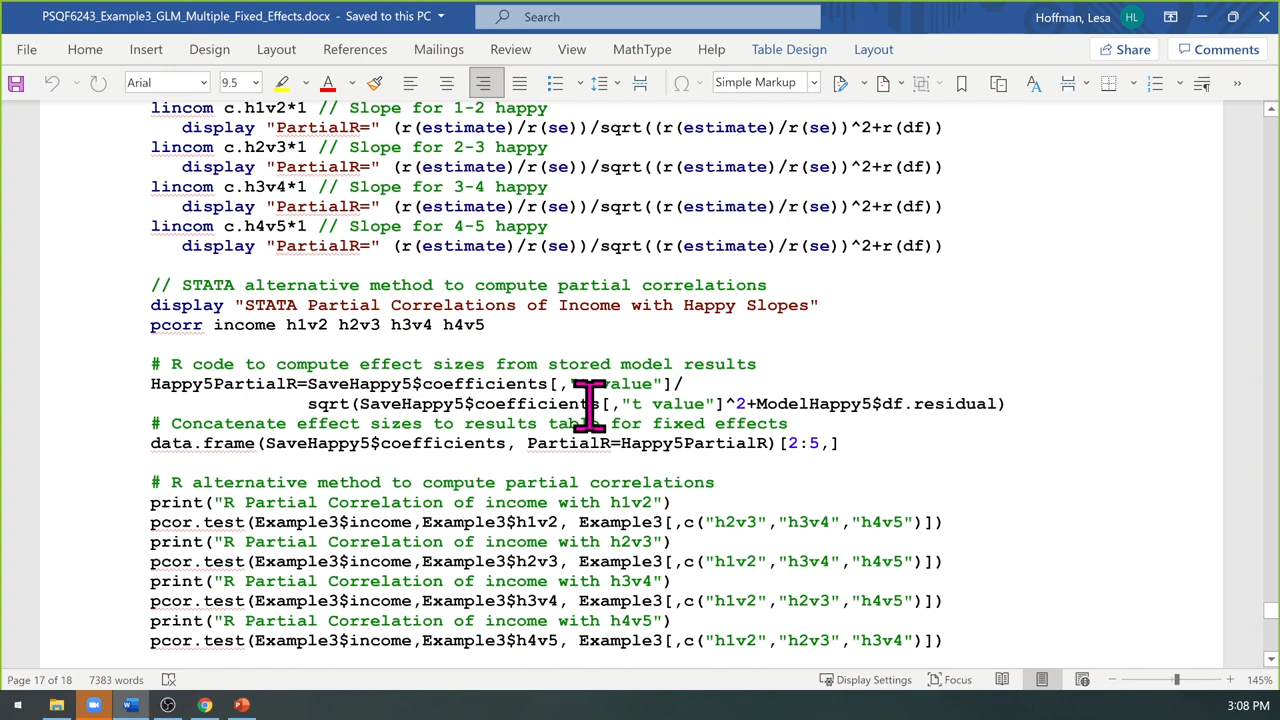 PSQF6243_Example3_GLM_Multiple_Fixed_Effects.docx - Saved to this PC
Search
Hoffman, Lesa
HL
File Home Insert Design Layout References Mailings Review View MathType Help Table Design Layout
Share
Comments
Arial
9.5
Simple Markup
lincom c.h1v2*1 // Slope for 1-2 happy
display "PartialR=" (r(estimate)/r(se))/sqrt((r(estimate)/r(se))^2+r(df))
lincom c.h2v3*1 // Slope for 2-3 happy
display "PartialR=" (r(estimate)/r(se))/sqrt((r(estimate)/r(se))^2+r(df))
lincom c.h3v4*1 // Slope for 3-4 happy
display "PartialR=" (r(estimate)/r(se))/sqrt((r(estimate)/r(se))^2+r(df))
lincom c.h4v5*1 // Slope for 4-5 happy
display "PartialR=" (r(estimate)/r(se))/sqrt((r(estimate)/r(se))^2+r(df))
// STATA alternative method to compute partial correlations
display "STATA Partial Correlations of Income with Happy Slopes"
pcorr income h1v2 h2v3 h3v4 h4v5
# R code to compute effect sizes from stored model results
Happy5PartialR=SaveHappy5$coefficients[,"t value"]/
sqrt(SaveHappy5$coefficients[,"t value"]^2+ModelHappy5$df.residual)
# Concatenate effect sizes to results table for fixed effects
data.frame(SaveHappy5$coefficients, PartialR=Happy5PartialR)[2:5,]
# R alternative method to compute partial correlations
print("R Partial Correlation of income with h1v2")
pcor.test(Example3$income,Example3$h1v2, Example3[,c("h2v3","h3v4","h4v5")])
print("R Partial Correlation of income with h2v3")
pcor.test(Example3$income,Example3$h2v3, Example3[,c("h1v2","h3v4","h4v5")])
print("R Partial Correlation of income with h3v4")
pcor.test(Example3$income,Example3$h3v4, Example3[,c("h1v2","h2v3","h4v5")])
print("R Partial Correlation of income with h4v5")
pcor.test(Example3$income,Example3$h4v5, Example3[,c("h1v2","h2v3","h3v4")])
Page 17 of 18
7383 words
Display Settings
Focus
145%
3:08 PM